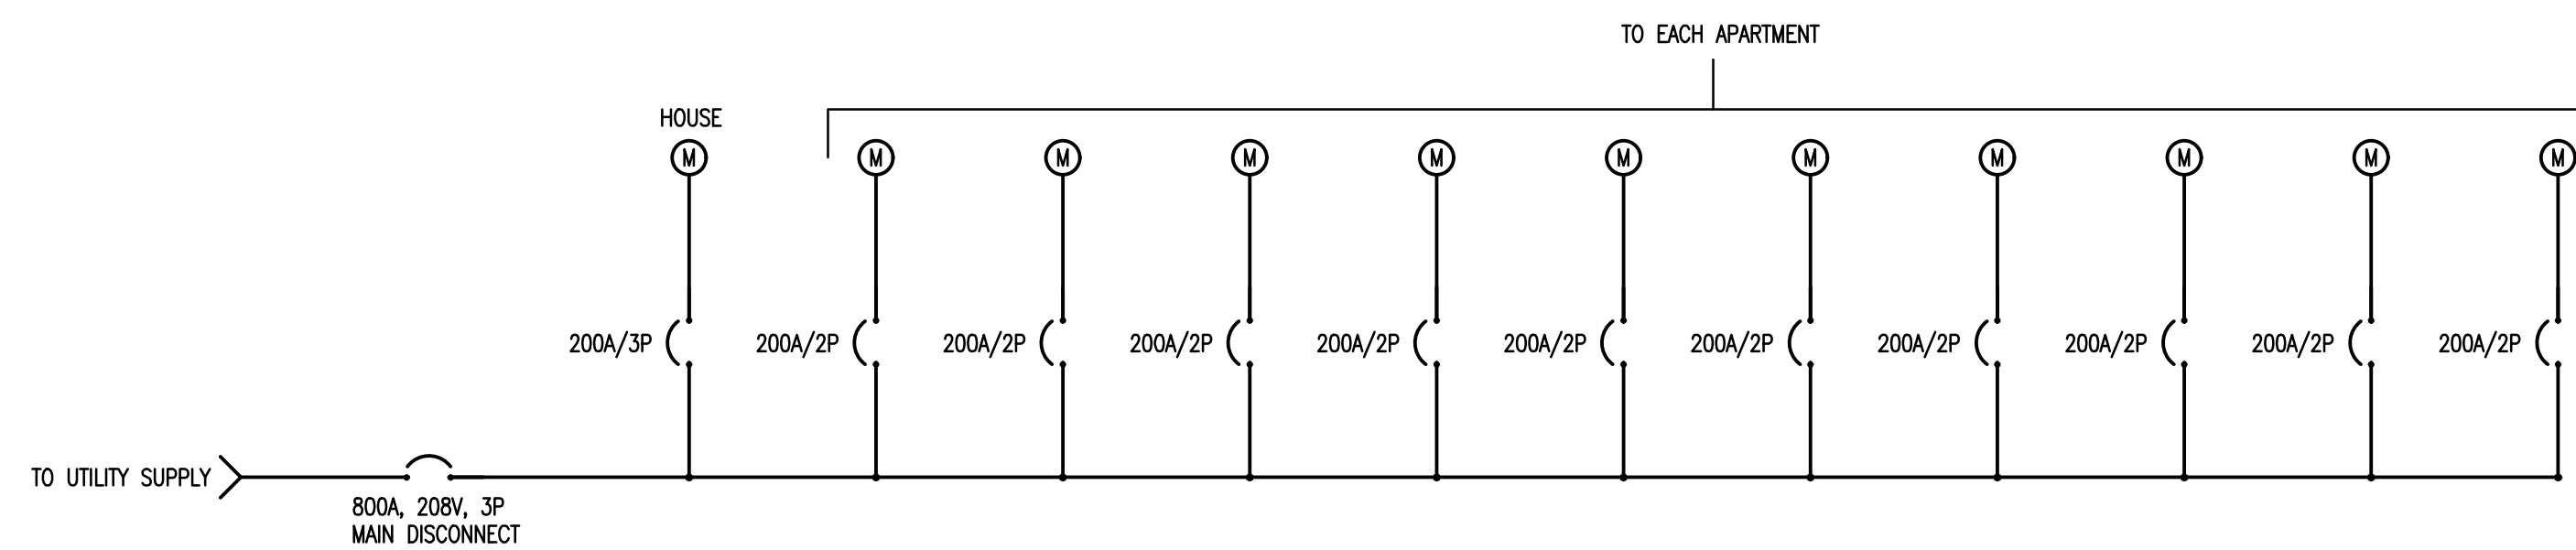 TO EACH APARTMENT
HOUSE
M M M M M M M M M M M
200A/3P 200A/2P 200A/2P 200A/2P 200A/2P 200A/2P 200A/2P 200A/2P 200A/2P 200A/2P 200A/2P
TO UTILITY SUPPLY
800A, 208V, 3P
MAIN DISCONNECT